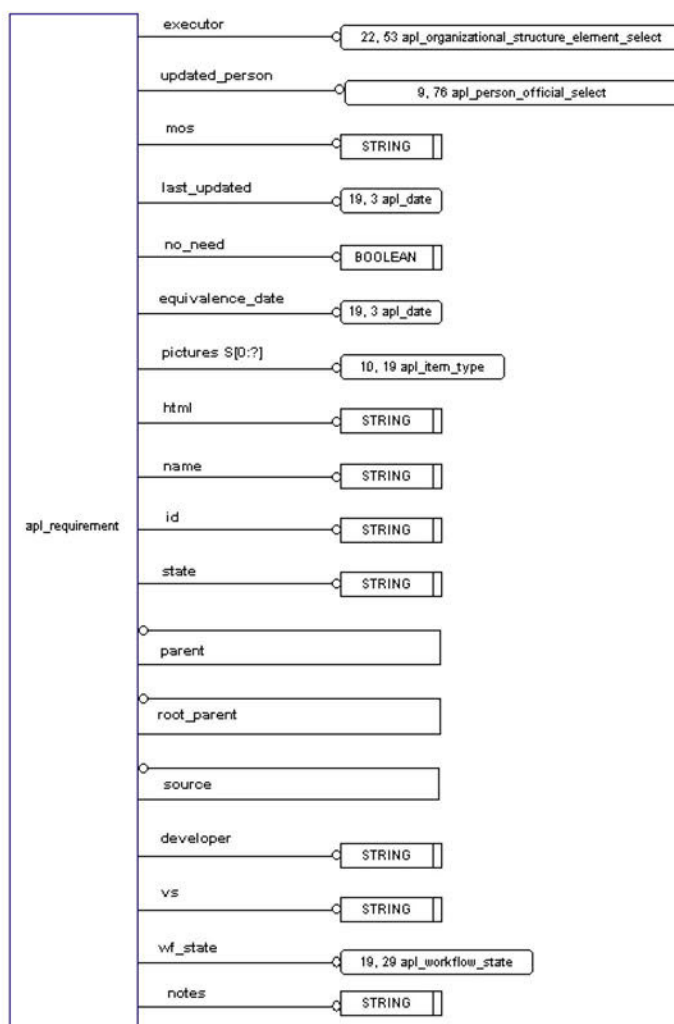 executor
22, 53 apl_organizational_structure_element_select
updated_person
9, 76 apl_person_official_select
mos
STRING
last_updated
19, 3 apl_date
no_need
BOOLEAN
equivalence_date
19, 3 apl_date
pictures S[0:?]
10, 19 apl_item_type
html
STRING
name
STRING
apl_requirement
id
STRING
state
STRING
parent
root_parent
source
developer
STRING
vs
STRING
wf_state
19, 29 apl_workflow_state
notes
STRING